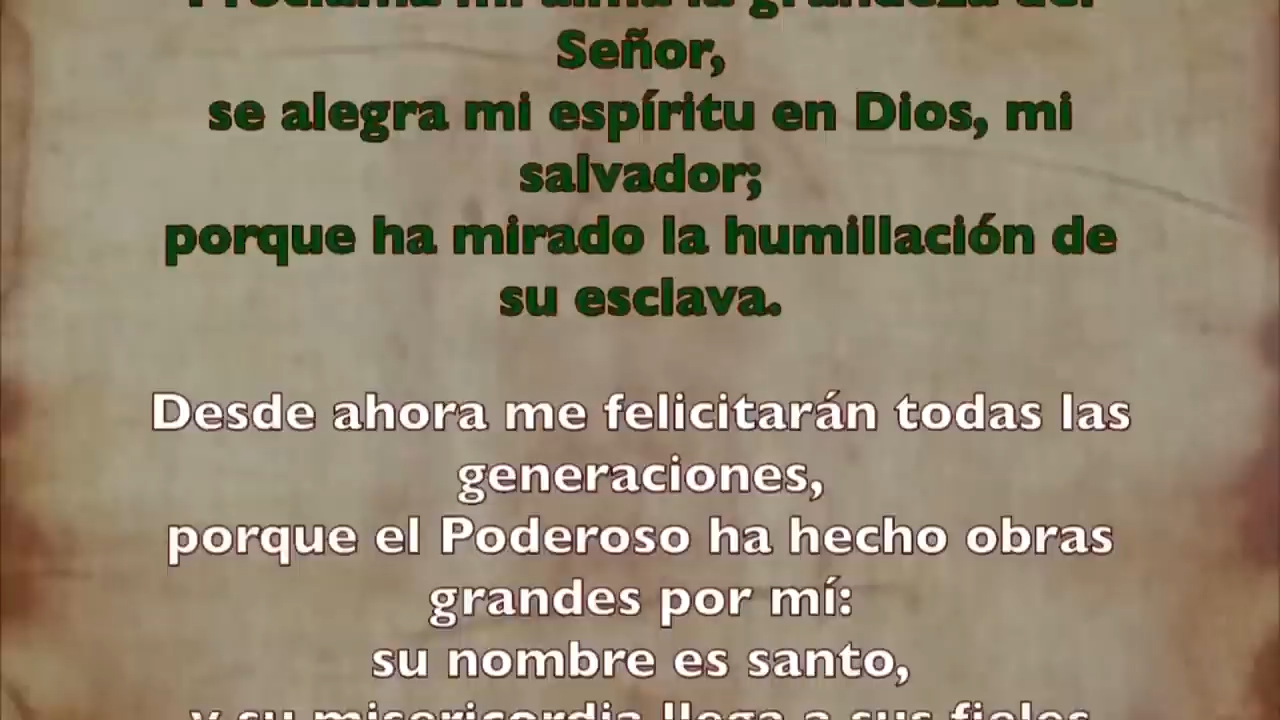 Proclama mi alma la grandeza del
Señor,
se alegra mi espíritu en Dios, mi
salvador;
porque ha mirado la humillación de
su esclava.
Desde ahora me felicitarán todas las
generaciones,
porque el Poderoso ha hecho obras
grandes por mí:
su nombre es santo,
y su misericordia llega a sus fieles